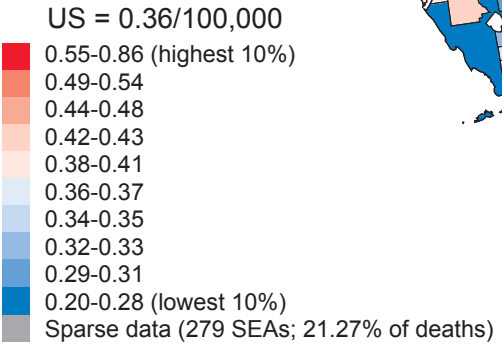 US = 0.36/100,000
0.55-0.86 (highest 10%)
0.49-0.54
0.44-0.48
0.42-0.43
0.38-0.41
0.36-0.37
0.34-0.35
0.32-0.33
0.29-0.31
0.20-0.28 (lowest 10%)
Sparse data (279 SEAs; 21.27% of deaths)